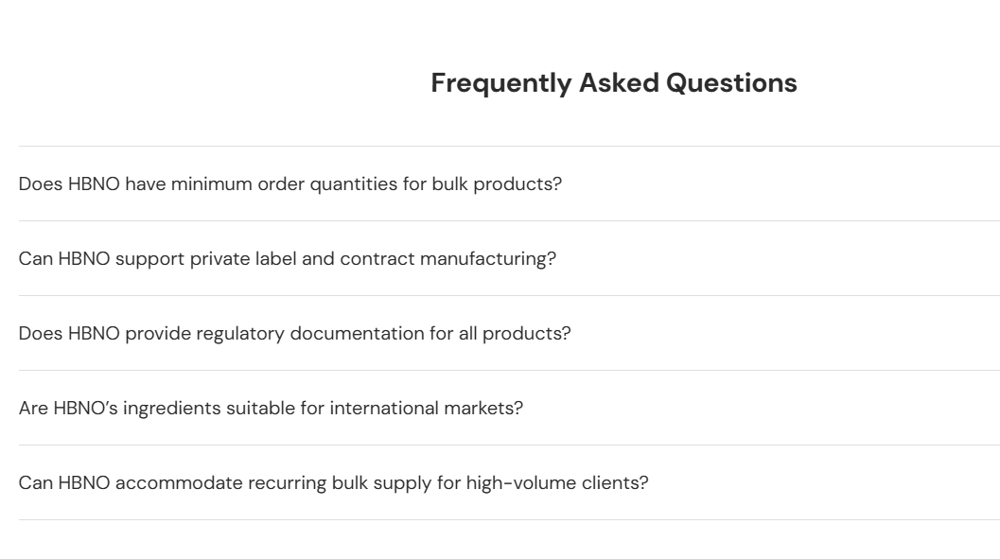 Frequently Asked Questions
Does HBNO have minimum order quantities for bulk products?
Can HBNO support private label and contract manufacturing?
Does HBNO provide regulatory documentation for all products?
Are HBNO’s ingredients suitable for international markets?
Can HBNO accommodate recurring bulk supply for high-volume clients?